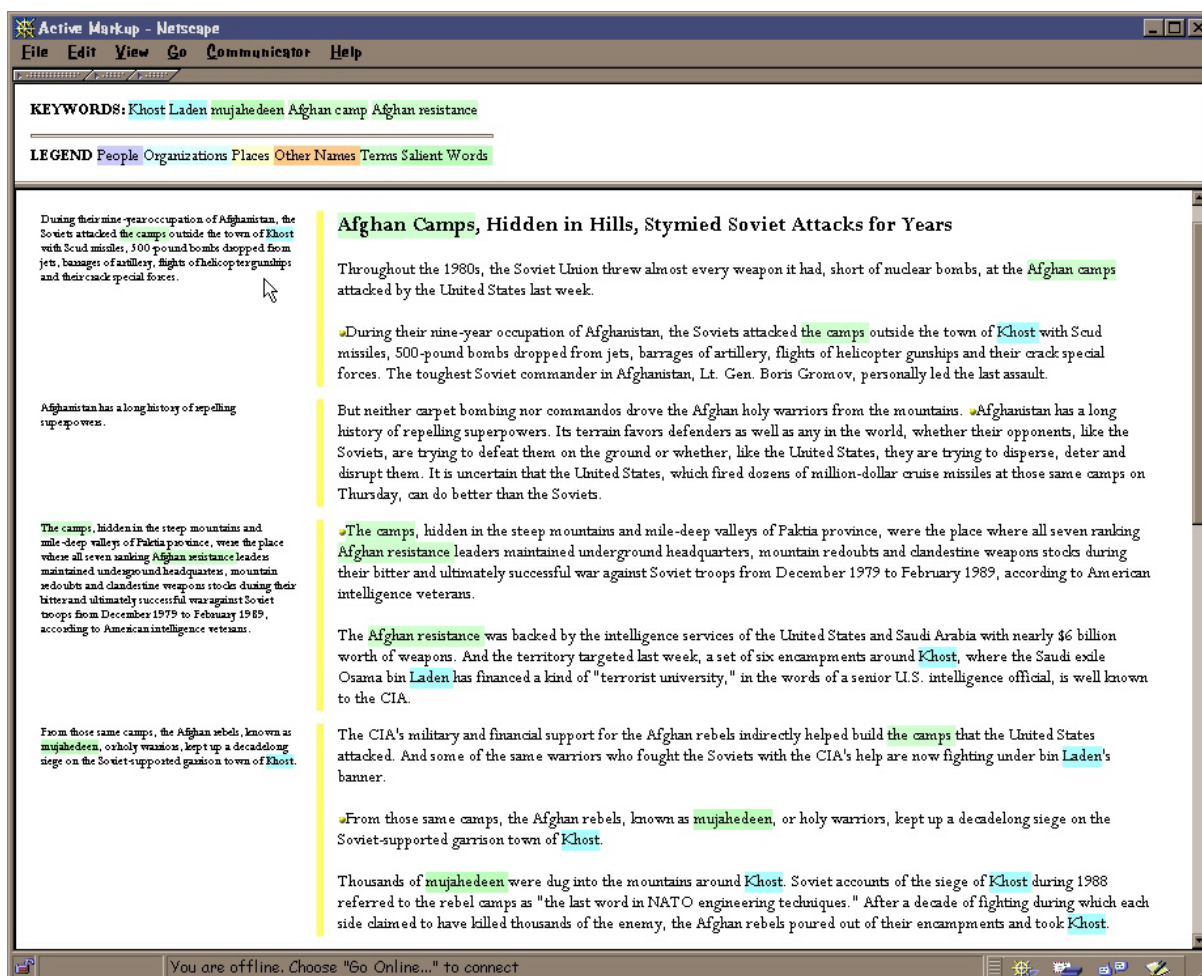 Active Markup - Netscape
File Edit View Go Communicator Help
KEYWORDS: Khost Laden mujahedeen Afghan camp Afghan resistance
LEGEND People Organizations Places Other Names Terms Salient Words
During their nine-year occupation of Afghanistan, the
Soviets attacked the camps outside the town of Khost
with Scud missiles, 500-pound bombs dropped from
jets, barrages of artillery, flights of helicopter gunships
and their crack special forces.
Afghanistan has a long history of repelling
superpowers.
The camps, hidden in the steep mountains and
mile-deep valleys of Paktia province, were the place
where all seven ranking Afghan resistance leaders
maintained underground headquarters, mountain
redoubts and clandestine weapons stocks during their
bitter and ultimately successful war against Soviet
troops from December 1979 to February 1989,
according to American intelligence veterans.
From those same camps, the Afghan rebels, known as
mujahedeen, or holy warriors, kept up a decadelong
siege on the Soviet-supported garrison town of Khost.
Afghan Camps, Hidden in Hills, Stymied Soviet Attacks for Years
Throughout the 1980s, the Soviet Union threw almost every weapon it had, short of nuclear bombs, at the Afghan camps
attacked by the United States last week.
During their nine-year occupation of Afghanistan, the Soviets attacked the camps outside the town of Khost with Scud
missiles, 500-pound bombs dropped from jets, barrages of artillery, flights of helicopter gunships and their crack special
forces. The toughest Soviet commander in Afghanistan, Lt. Gen. Boris Gromov, personally led the last assault.
But neither carpet bombing nor commandos drove the Afghan holy warriors from the mountains. Afghanistan has a long
history of repelling superpowers. Its terrain favors defenders as well as any in the world, whether their opponents, like the
Soviets, are trying to defeat them on the ground or whether, like the United States, they are trying to disperse, deter and
disrupt them. It is uncertain that the United States, which fired dozens of million-dollar cruise missiles at those same camps on
Thursday, can do better than the Soviets.
The camps, hidden in the steep mountains and mile-deep valleys of Paktia province, were the place where all seven ranking
Afghan resistance leaders maintained underground headquarters, mountain redoubts and clandestine weapons stocks during
their bitter and ultimately successful war against Soviet troops from December 1979 to February 1989, according to American
intelligence veterans.
The Afghan resistance was backed by the intelligence services of the United States and Saudi Arabia with nearly $6 billion
worth of weapons. And the territory targeted last week, a set of six encampments around Khost, where the Saudi exile
Osama bin Laden has financed a kind of "terrorist university," in the words of a senior U.S. intelligence official, is well known
to the CIA.
The CIA's military and financial support for the Afghan rebels indirectly helped build the camps that the United States
attacked. And some of the same warriors who fought the Soviets with the CIA's help are now fighting under bin Laden's
banner.
From those same camps, the Afghan rebels, known as mujahedeen, or holy warriors, kept up a decadelong siege on the
Soviet-supported garrison town of Khost.
Thousands of mujahedeen were dug into the mountains around Khost. Soviet accounts of the siege of Khost during 1988
referred to the rebel camps as "the last word in NATO engineering techniques." After a decade of fighting during which each
side claimed to have killed thousands of the enemy, the Afghan rebels poured out of their encampments and took Khost.
You are offline. Choose "Go Online..." to connect